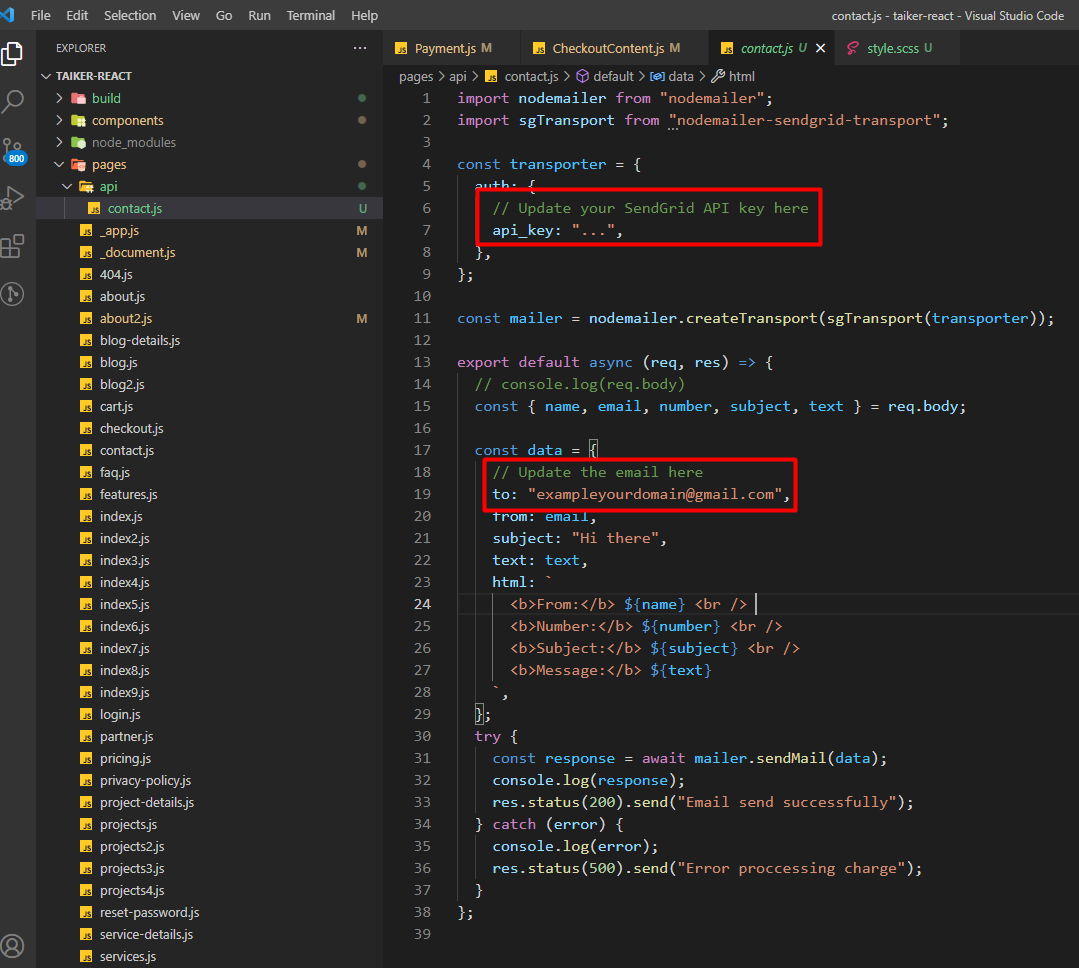 File Edit Selection View Go Run Terminal Help contact.js - taiker-react - Visual Studio Code
EXPLORER ...
TAIKER-REACT
build
components
node_modules
pages
api
contact.js U
_app.js M
_document.js M
404.js
about.js
about2.js M
blog-details.js
blog.js
blog2.js
cart.js
checkout.js
contact.js
faq.js
features.js
index.js
index2.js
index3.js
index4.js
index5.js
index6.js
index7.js
index8.js
index9.js
login.js
partner.js
pricing.js
privacy-policy.js
project-details.js
projects.js
projects2.js
projects3.js
projects4.js
reset-password.js
service-details.js
services.js
800
Payment.js M CheckoutContent.js M contact.js U style.scss U
pages > api > contact.js > default > data > html
1 import nodemailer from "nodemailer";
2 import sgTransport from "nodemailer-sendgrid-transport";
3
4 const transporter = {
5 auth: {
6 // Update your SendGrid API key here
7 api_key: "...",
8 },
9 };
10
11 const mailer = nodemailer.createTransport(sgTransport(transporter));
12
13 export default async (req, res) => {
14 // console.log(req.body)
15 const { name, email, number, subject, text } = req.body;
16
17 const data = {
18 // Update the email here
19 to: "exampleyourdomain@gmail.com",
20 from: email,
21 subject: "Hi there",
22 text: text,
23 html: `
24 <b>From:</b> ${name} <br />
25 <b>Number:</b> ${number} <br />
26 <b>Subject:</b> ${subject} <br />
27 <b>Message:</b> ${text}
28 `,
29 };
30 try {
31 const response = await mailer.sendMail(data);
32 console.log(response);
33 res.status(200).send("Email send successfully");
34 } catch (error) {
35 console.log(error);
36 res.status(500).send("Error proccessing charge");
37 }
38 };
39